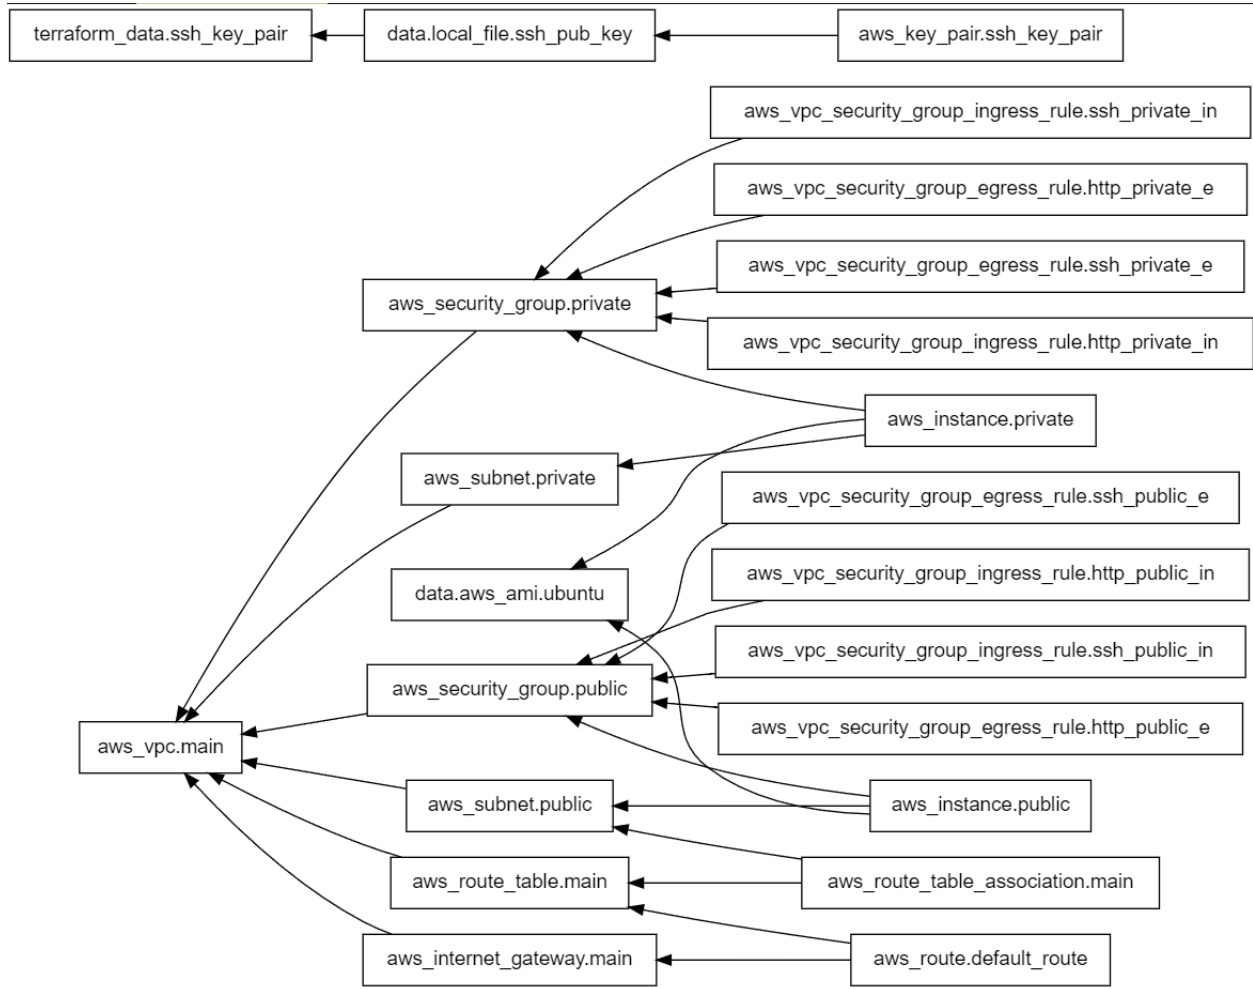 terraform_data.ssh_key_pair
data.local_file.ssh_pub_key
aws_key_pair.ssh_key_pair
aws_vpc_security_group_ingress_rule.ssh_private_in
aws_vpc_security_group_egress_rule.http_private_e
aws_vpc_security_group_egress_rule.ssh_private_e
aws_security_group.private
aws_vpc_security_group_ingress_rule.http_private_in
aws_instance.private
aws_subnet.private
aws_vpc_security_group_egress_rule.ssh_public_e
aws_vpc_security_group_ingress_rule.http_public_in
data.aws_ami.ubuntu
aws_vpc_security_group_ingress_rule.ssh_public_in
aws_security_group.public
aws_vpc_security_group_egress_rule.http_public_e
aws_vpc.main
aws_subnet.public
aws_instance.public
aws_route_table.main
aws_route_table_association.main
aws_internet_gateway.main
aws_route.default_route